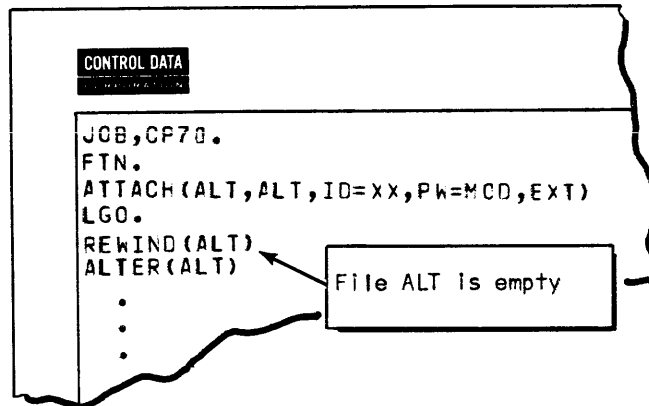 CONTROL DATA
CORPORATION
JOB,CP70.
FTN.
ATTACH(ALT,ALT,ID=XX,PW=MCD,EXT)
LGO.
REWIND(ALT)
ALTER(ALT)
File ALT is empty